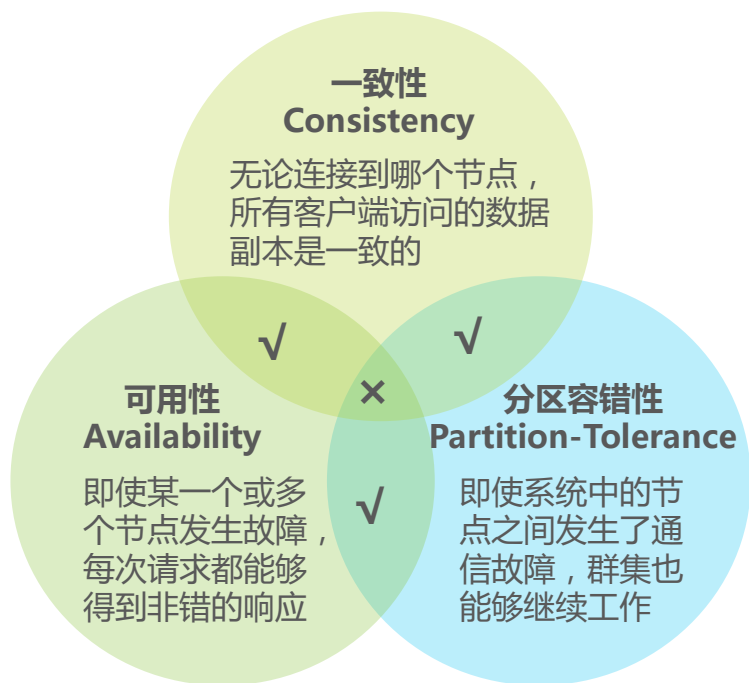 一致性
Consistency
无论连接到哪个节点，
所有客户端访问的数据
副本是一致的
√
√
×
可用性
Availability
即使某一个或多
个节点发生故障，
每次请求都能够
得到非错的响应
√
分区容错性
Partition-Tolerance
即使系统中的节
点之间发生了通
信故障，群集也
能够继续工作